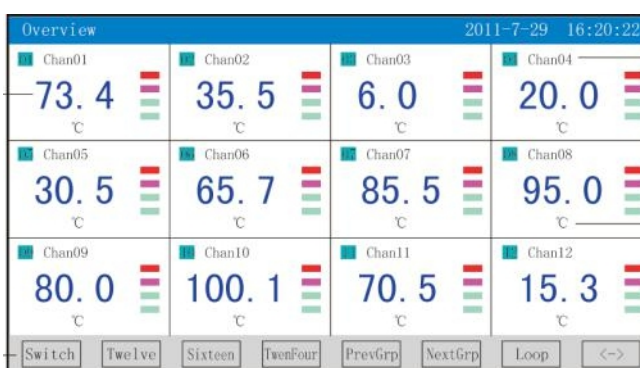 Overview 2011-7-29 16:20:22
Chan01 Chan02 Chan03 Chan04
73.4 35.5 6.0 20.0
℃ ℃ ℃ ℃
Chan05 Chan06 Chan07 Chan08
30.5 65.7 85.5 95.0
℃ ℃ ℃ ℃
Chan09 Chan10 Chan11 Chan12
80.0 100.1 70.5 15.3
℃ ℃ ℃ ℃
Switch Twelve Sixteen TwenFour PrevGrp NextGrp Loop <->